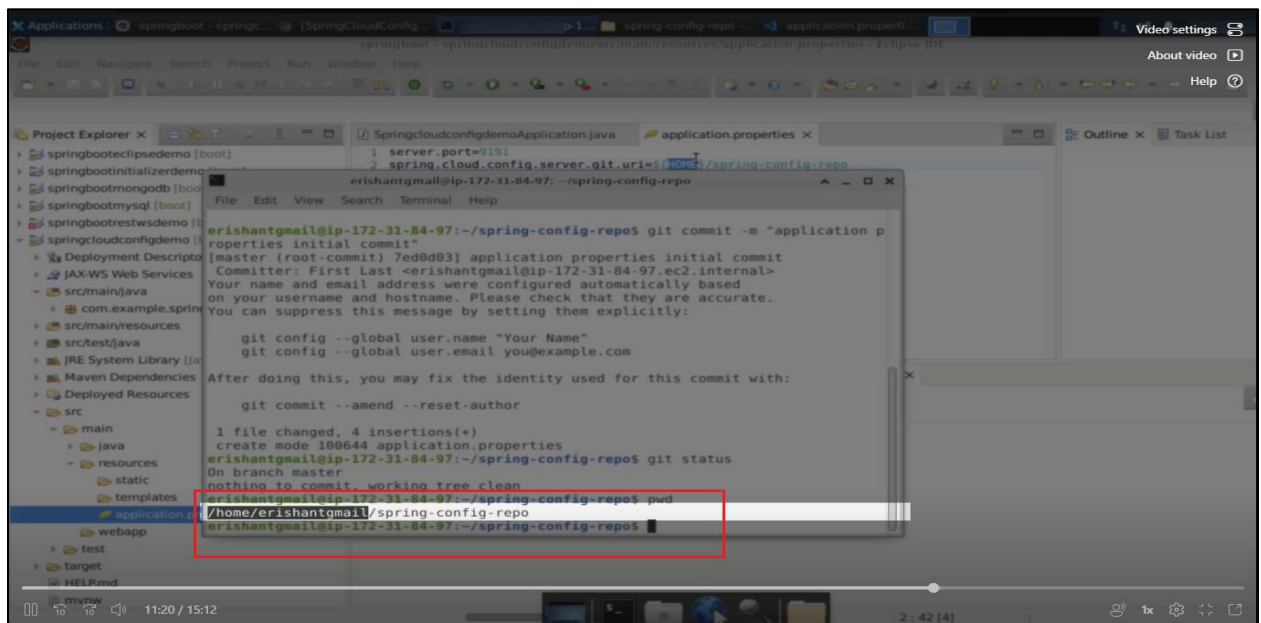 Applications
springboot - springc...
[SpringCloudConfig...
p-1...
spring-config-repo -...
application.properti...
Video settings
springboot - springcloudconfigdemo/src/main/resources/application.properties - Eclipse IDE
About video
File Edit Navigate Search Project Run Window Help
Help
Project Explorer
SpringcloudconfigdemoApplication.java
application.properties
Outline
Task List
springbooteclipsedemo [boot]
1 server.port=9191
springbootinitializerdemo
2 spring.cloud.config.server.git.uri=${HOME}/spring-config-repo
springbootmongodb [boo
erishantgmail@ip-172-31-84-97: ~/spring-config-repo
springbootmysql [boot]
File Edit View Search Terminal Help
springbootrestwsdemo [b
springcloudconfigdemo [
Deployment Descripto
JAX-WS Web Services
src/main/java
com.example.sprin
src/main/resources
src/test/java
JRE System Library [Ja
Maven Dependencies
Deployed Resources
src
main
java
resources
static
templates
application.p
webapp
test
target
HELP.md
mvnw
erishantgmail@ip-172-31-84-97:~/spring-config-repo$ git commit -m "application p
roperties initial commit"
[master (root-commit) 7ed0d03] application properties initial commit
Committer: First Last <erishantgmail@ip-172-31-84-97.ec2.internal>
Your name and email address were configured automatically based
on your username and hostname. Please check that they are accurate.
You can suppress this message by setting them explicitly:
git config --global user.name "Your Name"
git config --global user.email you@example.com
After doing this, you may fix the identity used for this commit with:
git commit --amend --reset-author
1 file changed, 4 insertions(+)
create mode 100644 application.properties
erishantgmail@ip-172-31-84-97:~/spring-config-repo$ git status
On branch master
nothing to commit, working tree clean
erishantgmail@ip-172-31-84-97:~/spring-config-repo$ pwd
/home/erishantgmail/spring-config-repo
erishantgmail@ip-172-31-84-97:~/spring-config-repo$
11:20 / 15:12
1x
2 : 42 [4]